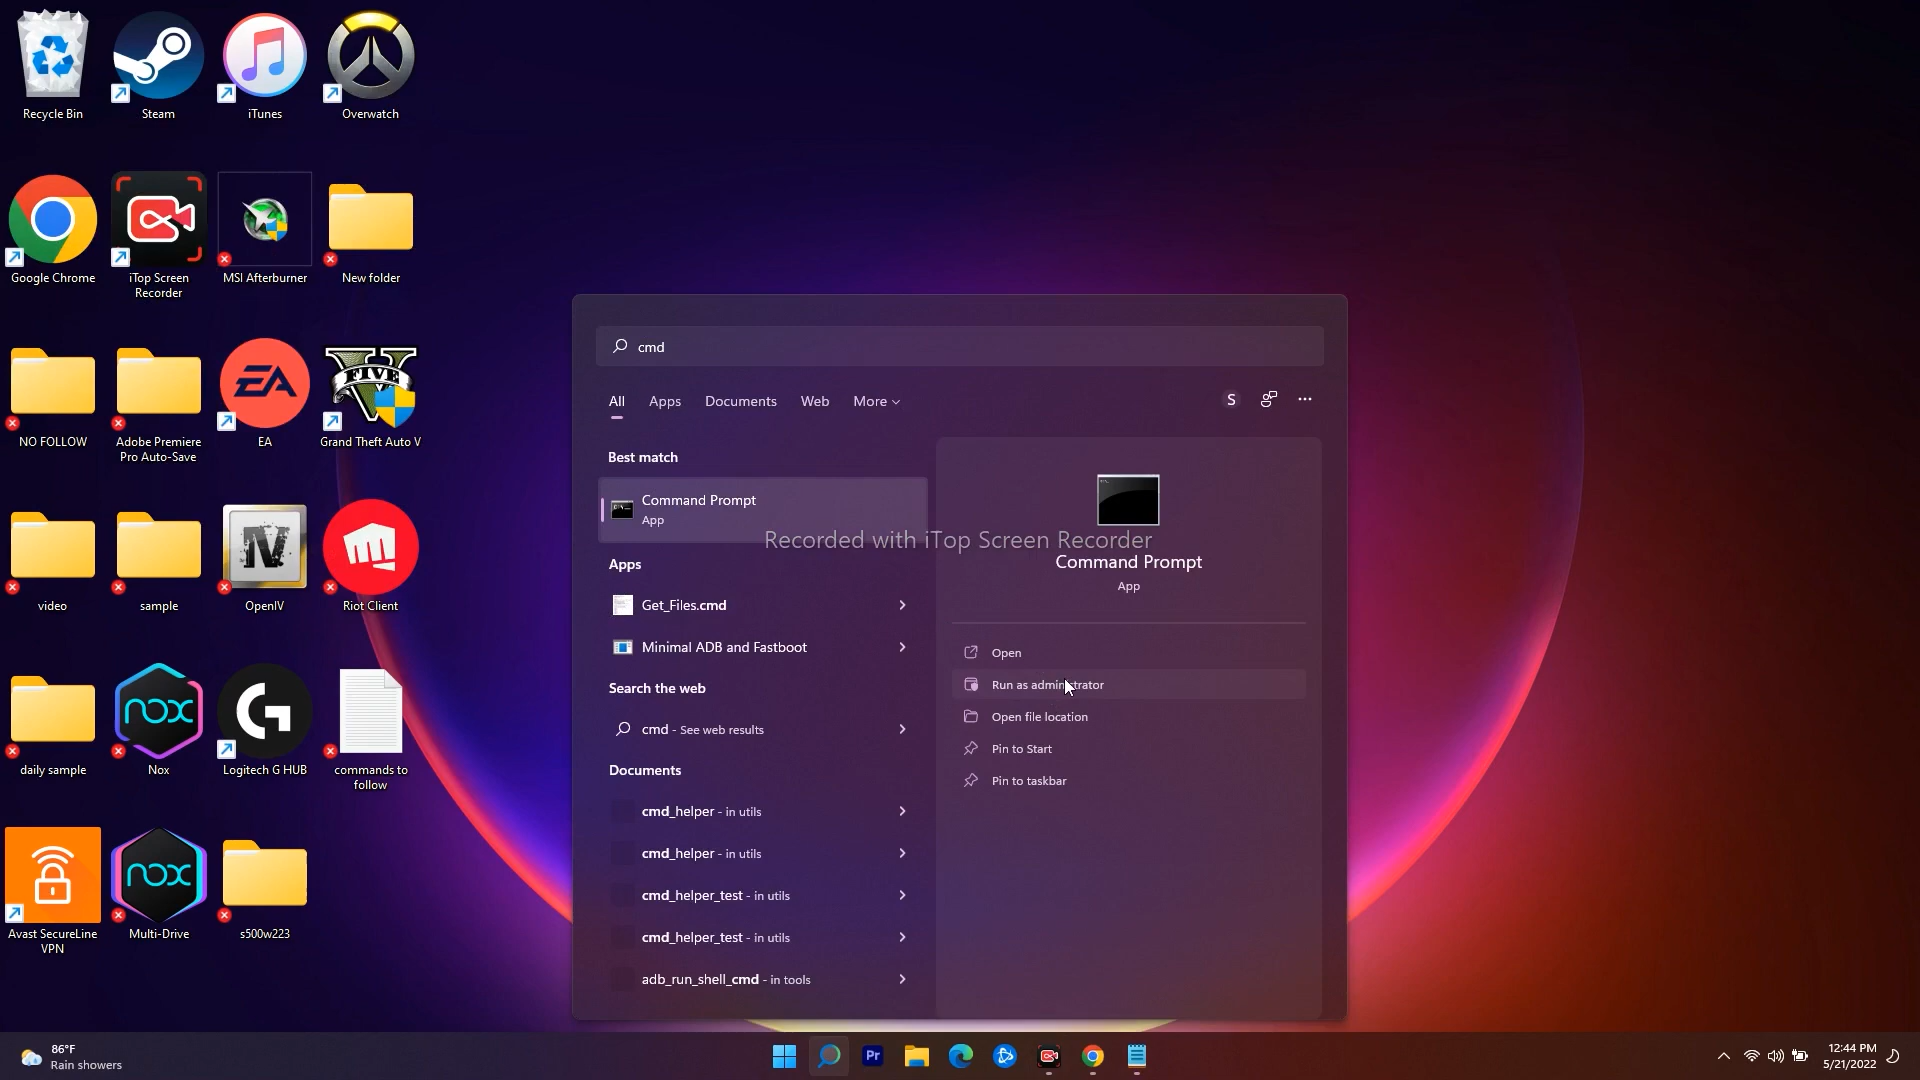 Recycle Bin
Steam
iTunes
Overwatch
Google Chrome
iTop Screen
Recorder
MSI Afterburner
New folder
NO FOLLOW
Adobe Premiere
Pro Auto-Save
EA
EA
FIVE
V
Grand Theft Auto V
video
sample
IV
OpenIV
Riot Client
daily sample
nox
Nox
G
Logitech G HUB
commands to
follow
Avast SecureLine
VPN
nox
Multi-Drive
s500w223
cmd
All
Apps
Documents
Web
More
S
Best match
Command Prompt
App
Apps
Get_Files.cmd
Minimal ADB and Fastboot
Search the web
cmd - See web results
Documents
cmd_helper - in utils
cmd_helper - in utils
cmd_helper_test - in utils
cmd_helper_test - in utils
adb_run_shell_cmd - in tools
Recorded with iTop Screen Recorder
Command Prompt
App
Open
Run as administrator
Open file location
Pin to Start
Pin to taskbar
86°F
Rain showers
Pr
12:44 PM
5/21/2022